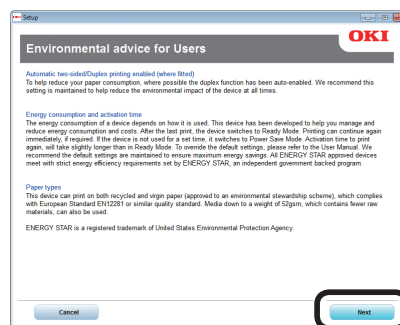 Setup
OKI
Environmental advice for Users
Automatic two-sided/Duplex printing enabled (where fitted)
To help reduce your paper consumption, where possible the duplex function has been auto-enabled. We recommend this
setting is maintained to help reduce the environmental impact of the device at all times.
Energy consumption and activation time
The energy consumption of a device depends on how it is used. This device has been developed to help you manage and
reduce energy consumption and costs. After the last print, the device switches to Ready Mode. Printing can continue again
immediately, if required. If the device is not used for a set time, it switches to Power Save Mode. Activation time to print
again, will take slightly longer than in Ready Mode. To override the default settings, please refer to the User Manual. We
recommend the default settings are maintained to ensure maximum energy savings. All ENERGY STAR approved devices
meet with strict energy efficiency requirements set by ENERGY STAR, an independent government backed program.
Paper types
This device can print on both recycled and virgin paper (approved to an environmental stewardship scheme), which complies
with European Standard EN12281 or similar quality standard. Media down to a weight of 52gsm, which contains fewer raw
materials, can also be used.
ENERGY STAR is a registered trademark of United States Environmental Protection Agency.
Cancel
Next